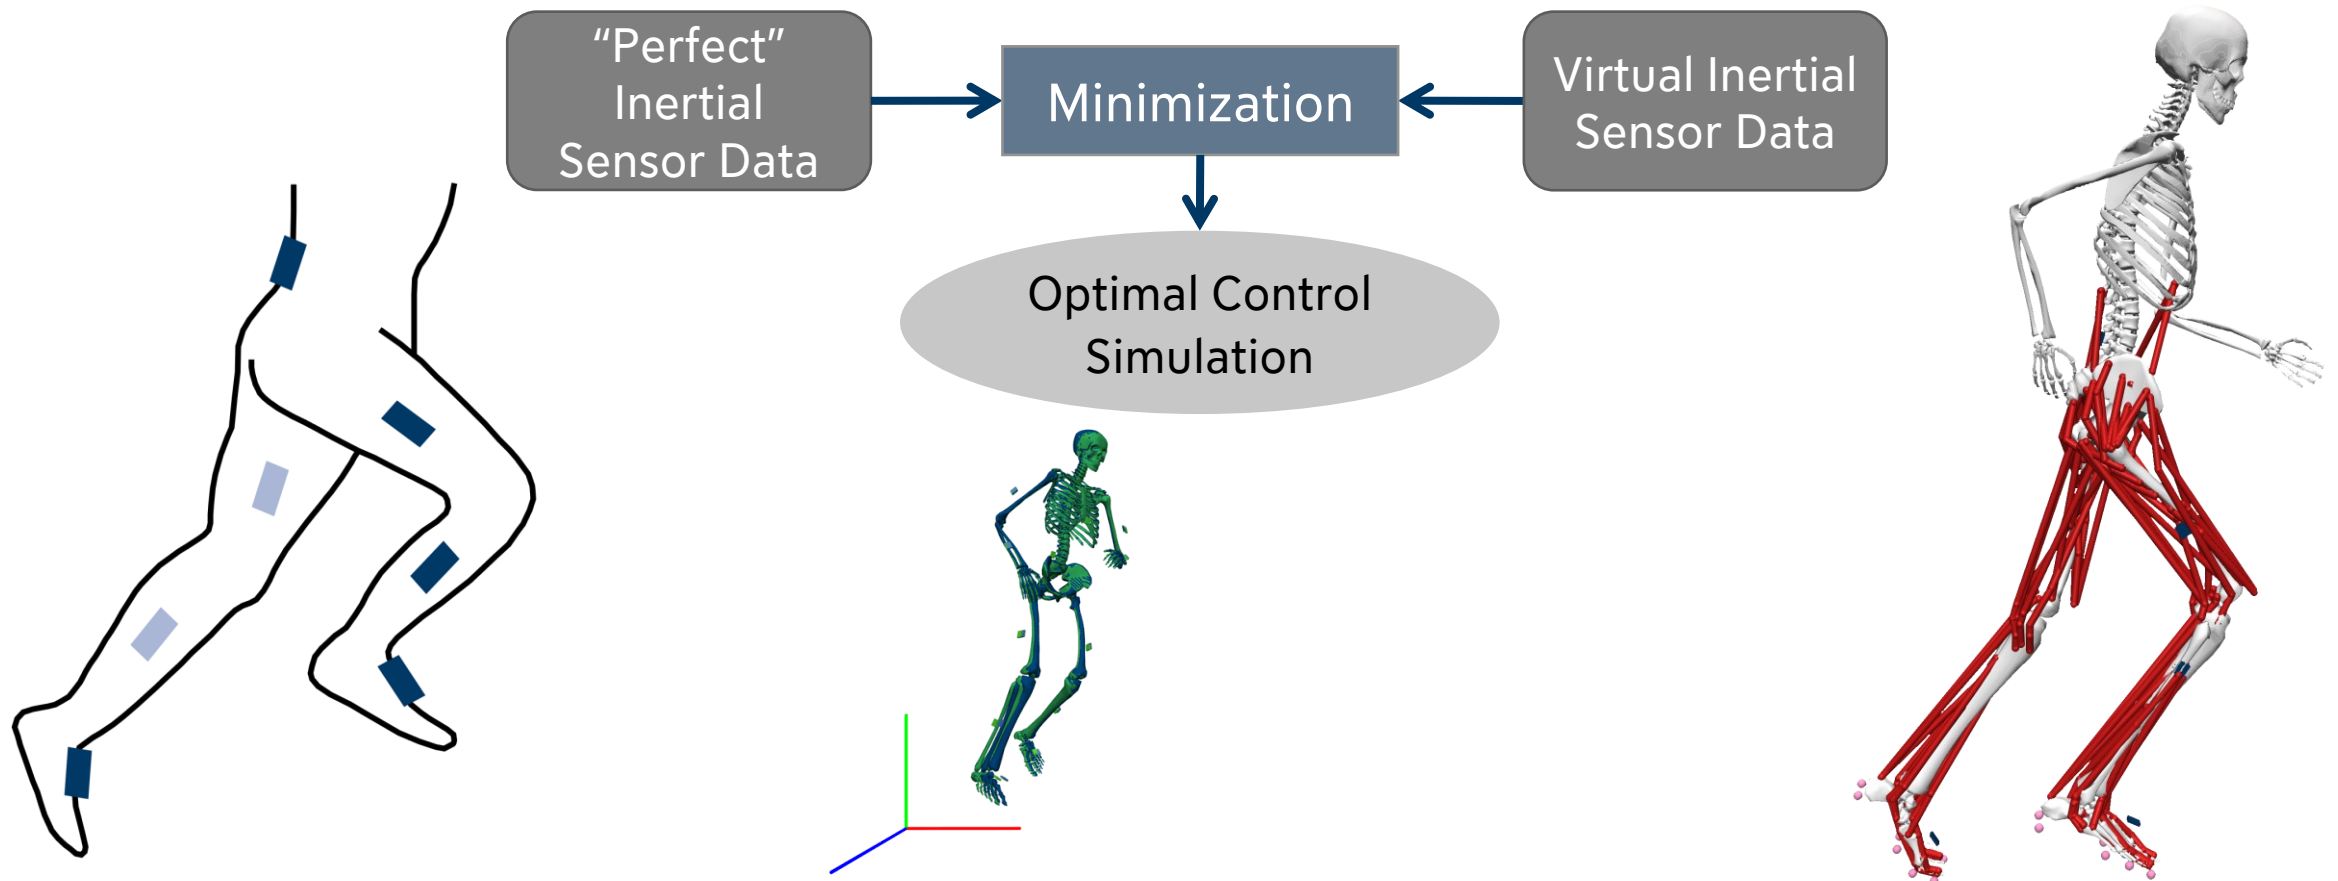 “Perfect”
Inertial
Sensor Data
Minimization
Virtual Inertial
Sensor Data
Optimal Control
Simulation